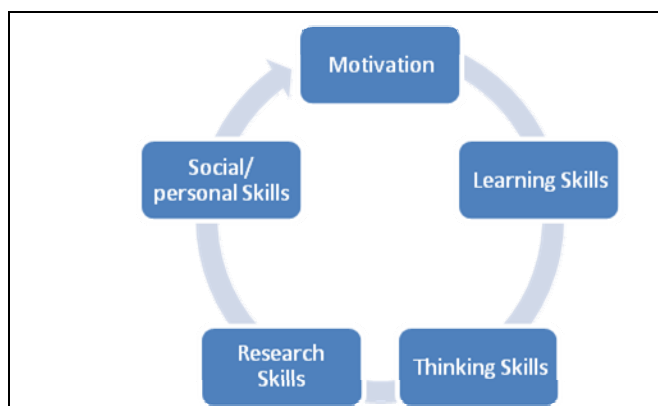 Motivation
Learning Skills
Thinking Skills
Research
Skills
Social/
personal Skills